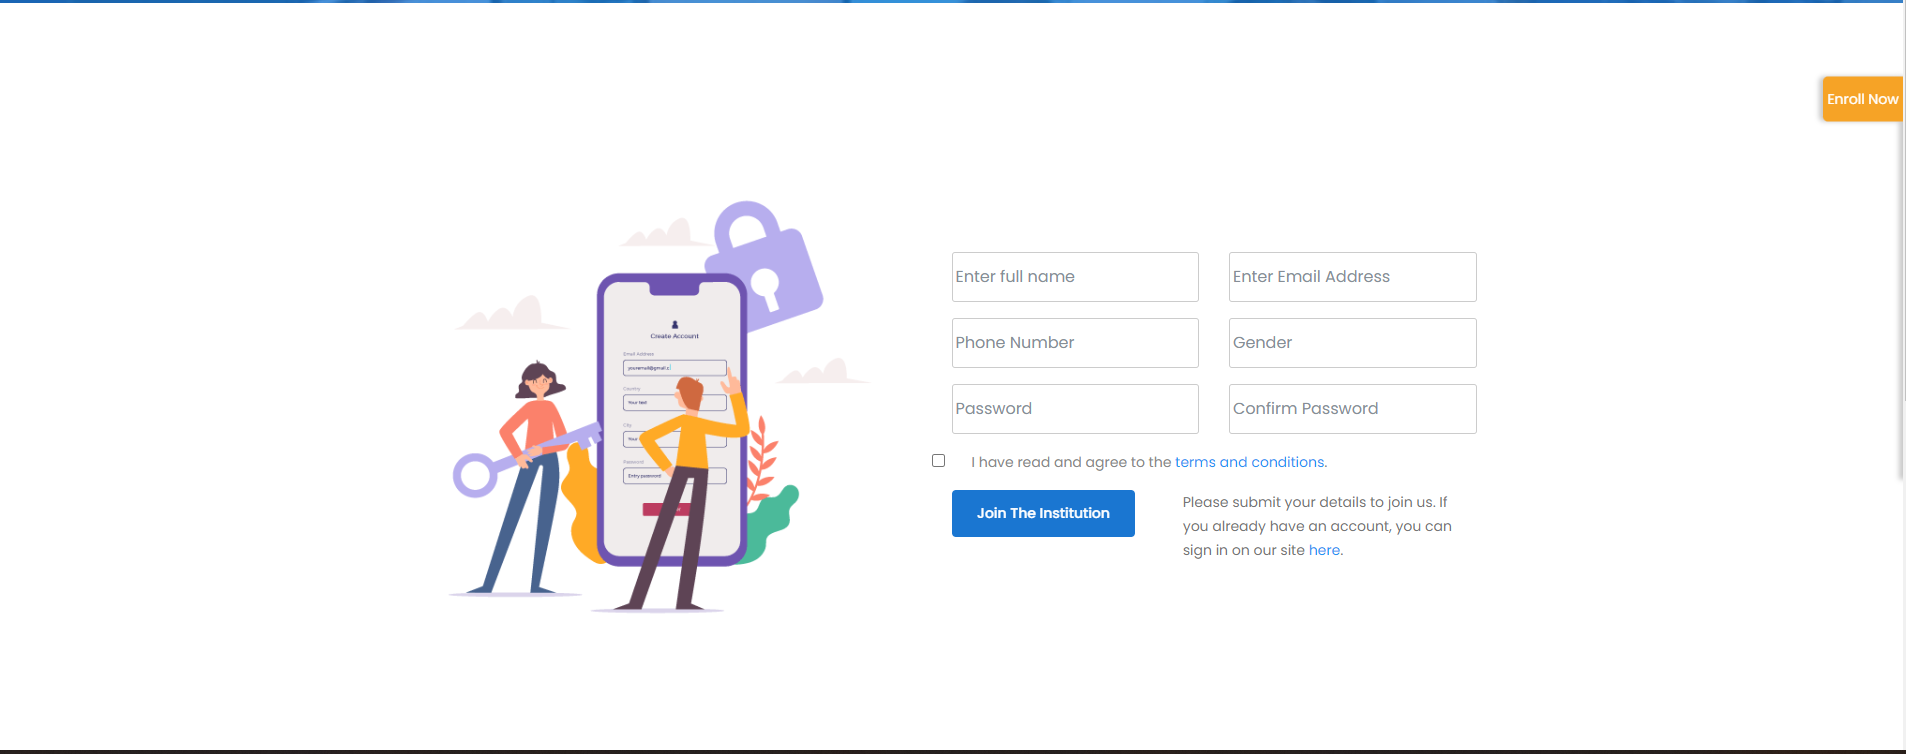 Enroll Now
Create Account
Email Address
youremail@gmail.c
Country
Your text
City
Your
Password
Entry password
Enter full name
Enter Email Address
Phone Number
Gender
Password
Confirm Password
I have read and agree to the terms and conditions.
Join The Institution
Please submit your details to join us. If
you already have an account, you can
sign in on our site here.